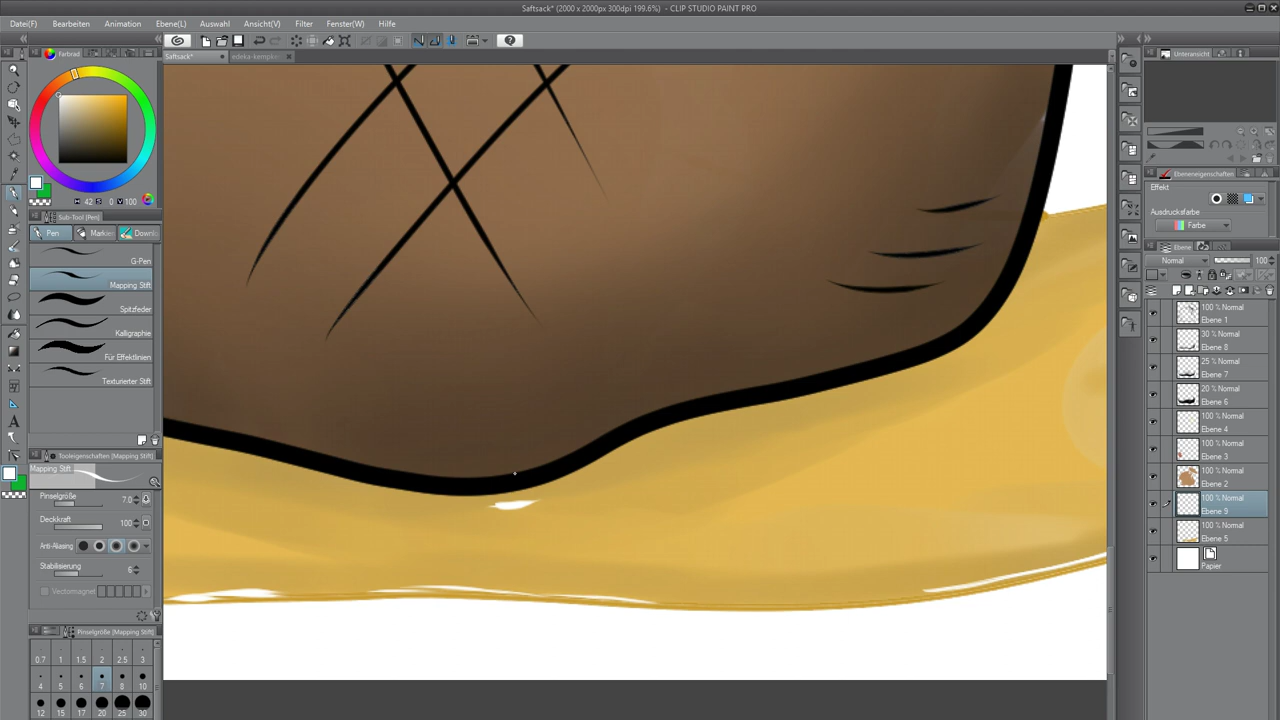 Saftsack* (2000 x 2000px 300dpi 199.6%) - CLIP STUDIO PAINT PRO
Datei(F) Bearbeiten Animation Ebene(L) Auswahl Ansicht(V) Filter Fenster(W) Hilfe
Saftsack* edeka-kempke
Farbrad
Unteransicht
H 42 S 0 V 100
Sub-Tool [Pen]
Pen Marke Downl
G-Pen
Mapping Stift
Spitzfeder
Kalligraphie
Für Effektlinien
Texturierter Stift
Tooleigenschaften [Mapping Stift]
Mapping Stift
Pinselgröße 7.0
Deckkraft 100
Anti-Aliasing
Stabilisierung 6
Vectormagnet
Pinselgröße [Mapping Stift]
0.7 1 1.5 2 2.5 3
4 5 6 7 8 10
12 15 17 20 25 30
Ebeneneigenschaften
Effekt
Ausdrucksfarbe
Farbe
Ebene
Normal 100
100 % Normal
Ebene 1
30 % Normal
Ebene 8
25 % Normal
Ebene 7
20 % Normal
Ebene 6
100 % Normal
Ebene 4
100 % Normal
Ebene 3
100 % Normal
Ebene 2
100 % Normal
Ebene 9
100 % Normal
Ebene 5
Papier